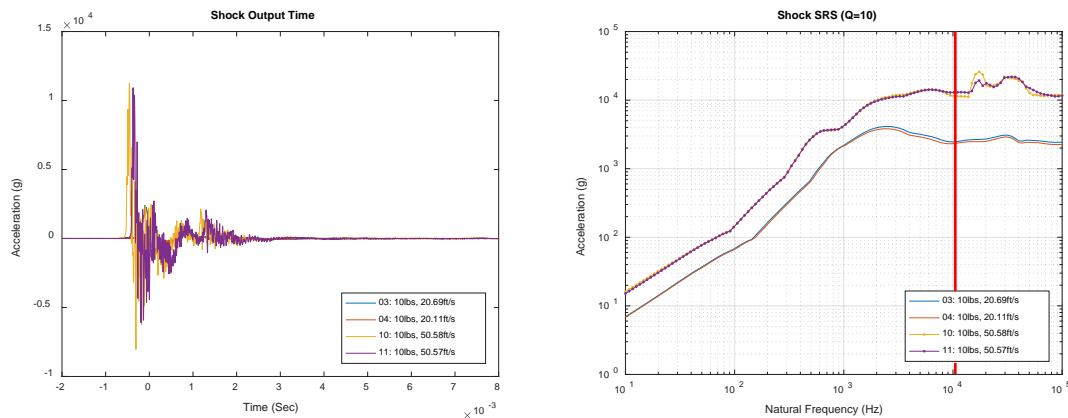 Shock Output Time
× 10^4
1.5
1
0.5
0
-0.5
-1
Acceleration (g)
-2 -1 0 1 2 3 4 5 6 7 8
Time (Sec)
× 10^-3
03: 10lbs, 20.69ft/s
04: 10lbs, 20.11ft/s
10: 10lbs, 50.58ft/s
11: 10lbs, 50.57ft/s
Shock SRS (Q=10)
10^5
10^4
10^3
10^2
10^1
10^0
Acceleration (g)
10^1 10^2 10^3 10^4 10^5
Natural Frequency (Hz)
03: 10lbs, 20.69ft/s
04: 10lbs, 20.11ft/s
10: 10lbs, 50.58ft/s
11: 10lbs, 50.57ft/s